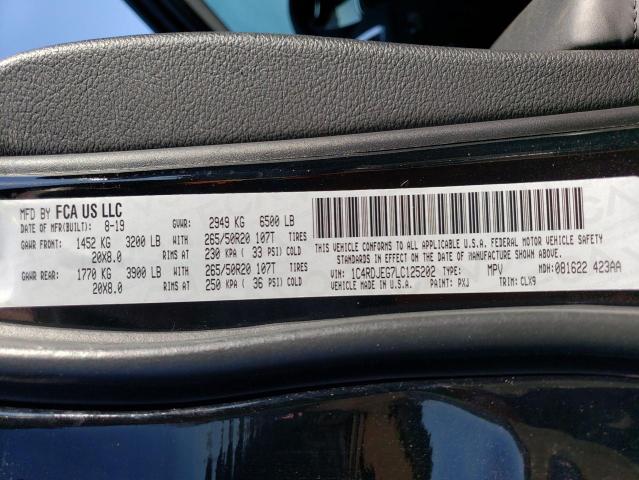 MFD BY FCA US LLC
DATE OF MFR(BUILT): 8-19 GVWR: 2949 KG 6500 LB
GAWR FRONT: 1452 KG 3200 LB WITH 265/50R20 107T TIRES
20X8.0 RIMS AT 230 KPA ( 33 PSI) COLD
GAWR REAR: 1770 KG 3900 LB WITH 265/50R20 107T TIRES
20X8.0 RIMS AT 250 KPA ( 36 PSI) COLD
THIS VEHICLE CONFORMS TO ALL APPLICABLE U.S.A. FEDERAL MOTOR VEHICLE SAFETY
STANDARDS IN EFFECT ON THE DATE OF MANUFACTURE SHOWN ABOVE.
VIN: 1C4RDJEG7LC125202 TYPE: MPV MDH: 081622 423AA
VEHICLE MADE IN U.S.A. PAINT: PXJ TRIM: CLX9